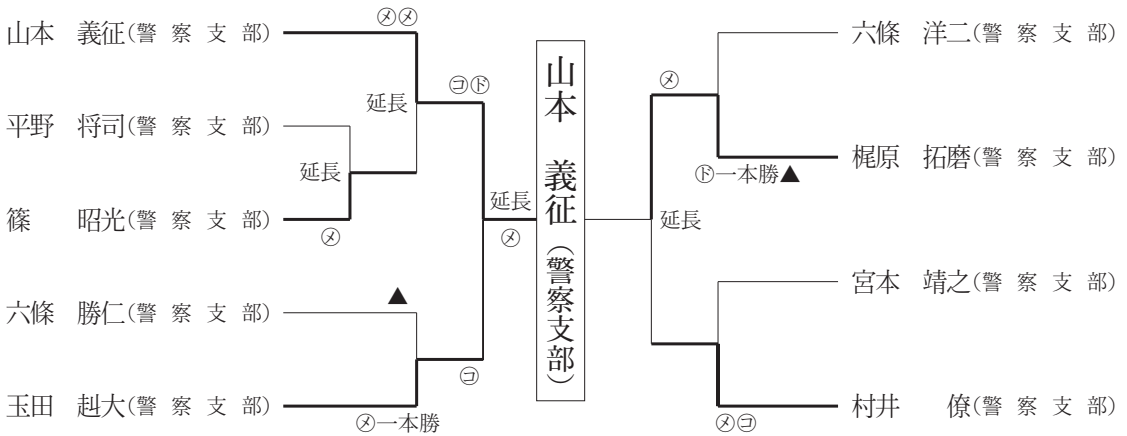 ㋱㋱
山本　義征(警 察 支 部)
㋙㋣
延長
平野　将司(警 察 支 部)
延長
篠　　昭光(警 察 支 部)
㋱
延長
㋱
▲
六條　勝仁(警 察 支 部)
㋙
玉田　赳大(警 察 支 部)
㋱一本勝
山本　義征(警察支部)
六條　洋二(警 察 支 部)
㋱
梶原　拓磨(警 察 支 部)
㋣一本勝▲
延長
宮本　靖之(警 察 支 部)
村井　　僚(警 察 支 部)
㋱㋙